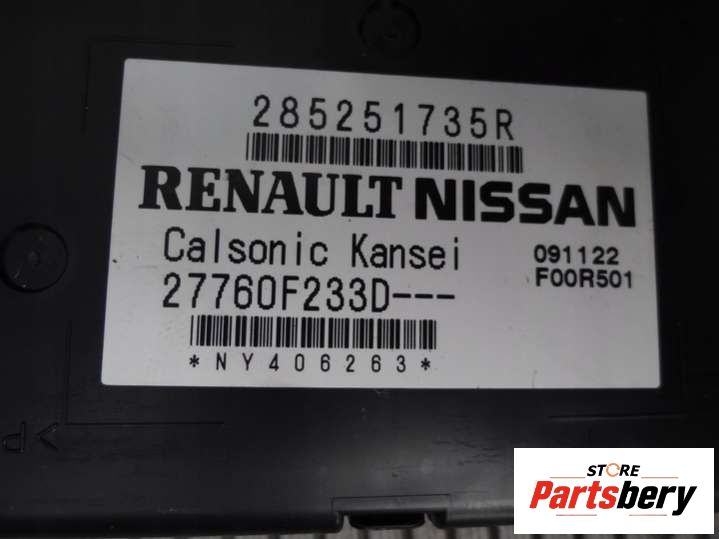 285251735R
RENAULT NISSAN
Calsonic Kansei 091122
F00R501
27760F233D---
*NY406263*
>P
STORE
Partsbery